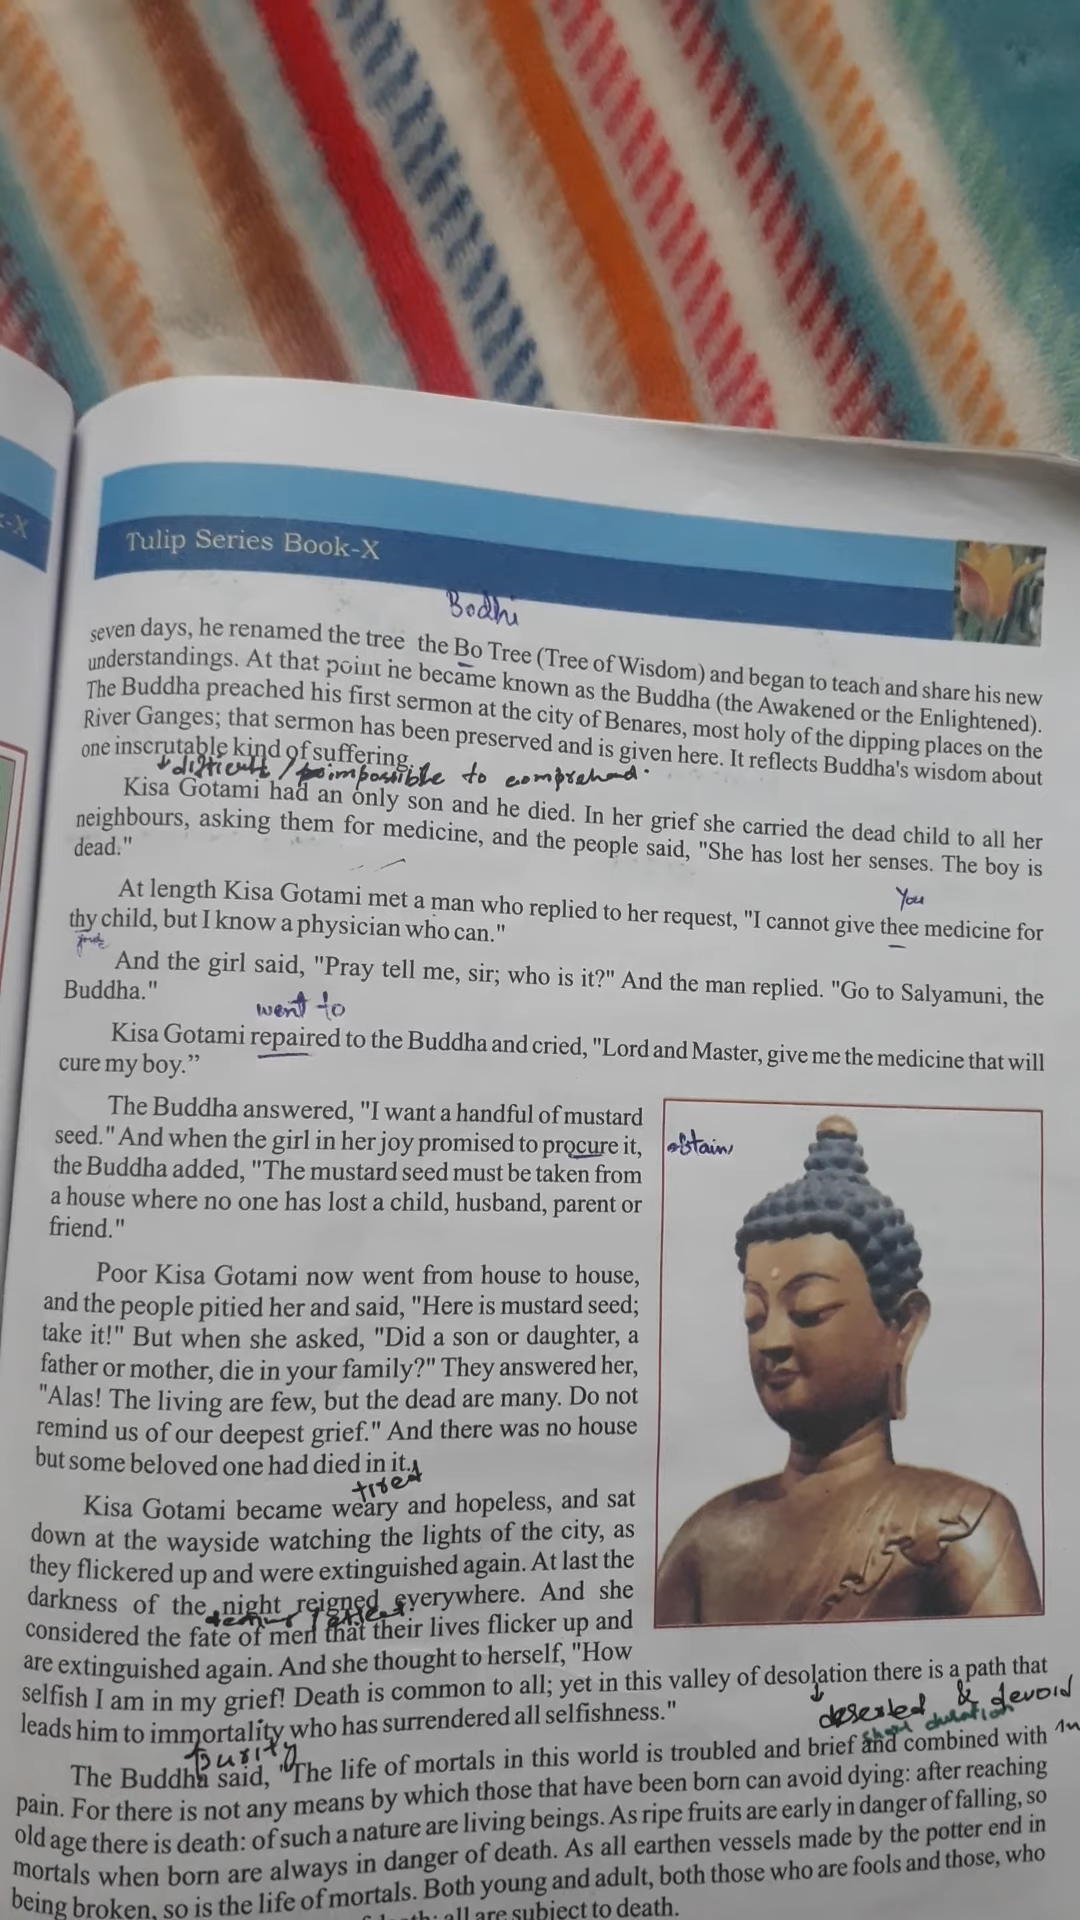 -X
Tulip Series Book-X
Bodhi
seven days, he renamed the tree the Bo Tree (Tree of Wisdom) and began to teach and share his new
understandings. At that point he became known as the Buddha (the Awakened or the Enlightened).
The Buddha preached his first sermon at the city of Benares, most holy of the dipping places on the
River Ganges; that sermon has been preserved and is given here. It reflects Buddha's wisdom about
one inscrutable kind of suffering.
difficult / impossible to
Kisa Gotami had an only son and he died. In her grief she carried the dead child to all her
neighbours, asking them for medicine, and the people said, "She has lost her senses. The boy is
dead."
You
At length Kisa Gotami met a man who replied to her request, "I cannot give thee medicine for
thy child, but I know a physician who can."
And the girl said, "Pray tell me, sir; who is it?" And the man replied. "Go to Salyamuni, the
Buddha."
went to
Kisa Gotami repaired to the Buddha and cried, "Lord and Master, give me the medicine that will
cure my boy."
The Buddha answered, "I want a handful of mustard
seed." And when the girl in her joy promised to procure it,
obtain
the Buddha added, "The mustard seed must be taken from
a house where no one has lost a child, husband, parent or
friend."
Poor Kisa Gotami now went from house to house,
and the people pitied her and said, "Here is mustard seed;
take it!" But when she asked, "Did a son or daughter, a
father or mother, die in your family?" They answered her,
"Alas! The living are few, but the dead are many. Do not
remind us of our deepest grief." And there was no house
but some beloved one had died in it.
tired
Kisa Gotami became weary and hopeless, and sat
down at the wayside watching the lights of the city, as
they flickered up and were extinguished again. At last the
darkness of the night reigned everywhere. And she
considered the fate of men that their lives flicker up and
are extinguished again. And she thought to herself, "How
selfish I am in my grief! Death is common to all; yet in this valley of desolation there is a path that
leads him to immortality who has surrendered all selfishness."
deserted & devoid
short duration
purity
The Buddha said, "The life of mortals in this world is troubled and brief and combined with
pain. For there is not any means by which those that have been born can avoid dying: after reaching
old age there is death: of such a nature are living beings. As ripe fruits are early in danger of falling, so
mortals when born are always in danger of death. As all earthen vessels made by the potter end in
being broken, so is the life of mortals. Both young and adult, both those who are fools and those, who
all are subject to death.